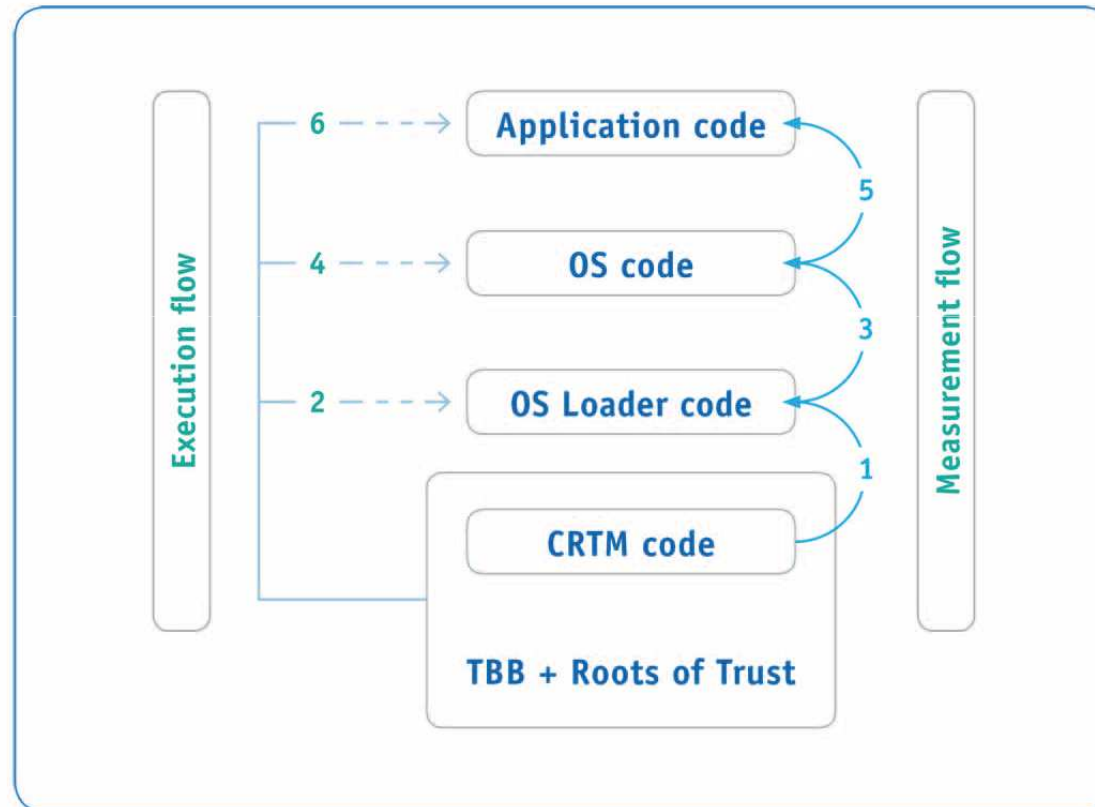 Execution flow
6
Application code
5
4
OS code
3
2
OS Loader code
1
CRTM code
TBB + Roots of Trust
Measurement flow